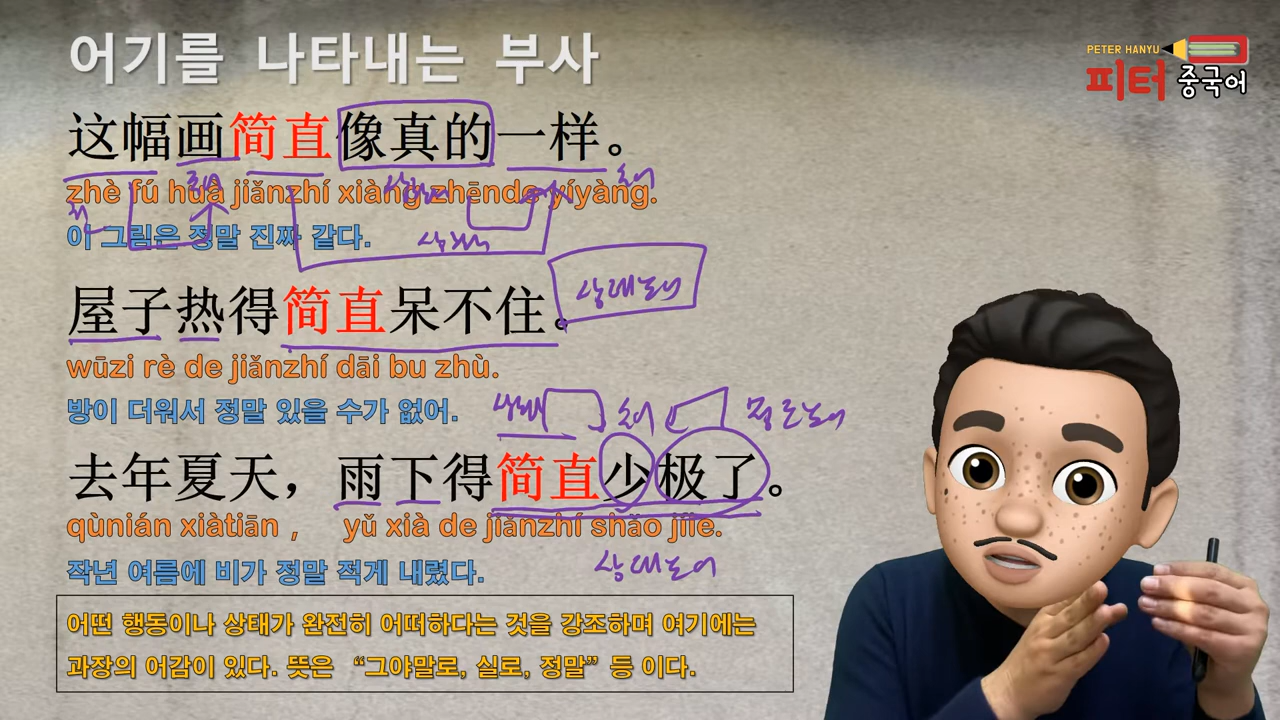 어기를 나타내는 부사
PETER HANYU
피터 중국어
这幅画简直像真的一样。
zhè fú huà jiǎnzhí xiàng zhēnde yíyàng.
이 그림은 정말 진짜 같다.
屋子热得简直呆不住。
상태보어
wūzi rè de jiǎnzhí dāi bu zhù.
방이 더워서 정말 있을 수가 없어.
去年夏天，雨下得简直少极了。
qùnián xiàtiān , yǔ xià de jiǎnzhí shǎo jíle.
작년 여름에 비가 정말 적게 내렸다.
어떤 행동이나 상태가 완전히 어떠하다는 것을 강조하며 여기에는
과장의 어감이 있다. 뜻은 “그야말로, 실로, 정말” 등 이다.